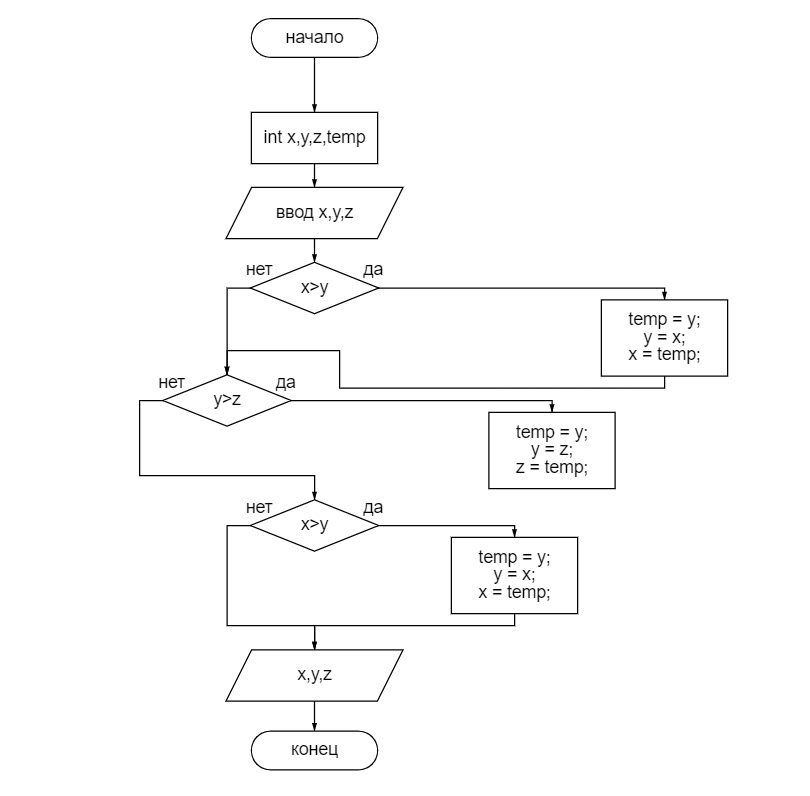 начало
int x,y,z,temp
ввод x,y,z
нет
да
x>y
temp = y;
y = x;
x = temp;
нет
да
y>z
temp = y;
y = z;
z = temp;
нет
да
x>y
temp = y;
y = x;
x = temp;
x,y,z
конец